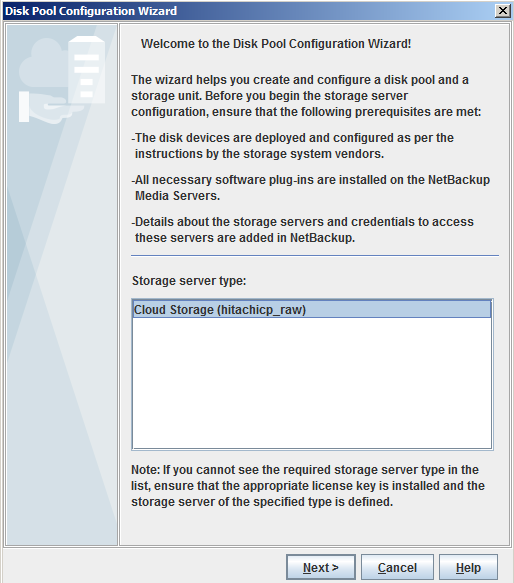 Disk Pool Configuration Wizard
Welcome to the Disk Pool Configuration Wizard!
The wizard helps you create and configure a disk pool and a
storage unit. Before you begin the storage server
configuration, ensure that the following prerequisites are met:
-The disk devices are deployed and configured as per the
instructions by the storage system vendors.
-All necessary software plug-ins are installed on the NetBackup
Media Servers.
-Details about the storage servers and credentials to access
these servers are added in NetBackup.
Storage server type:
Cloud Storage (hitachicp_raw)
Note: If you cannot see the required storage server type in the
list, ensure that the appropriate license key is installed and the
storage server of the specified type is defined.
Next >
Cancel
Help